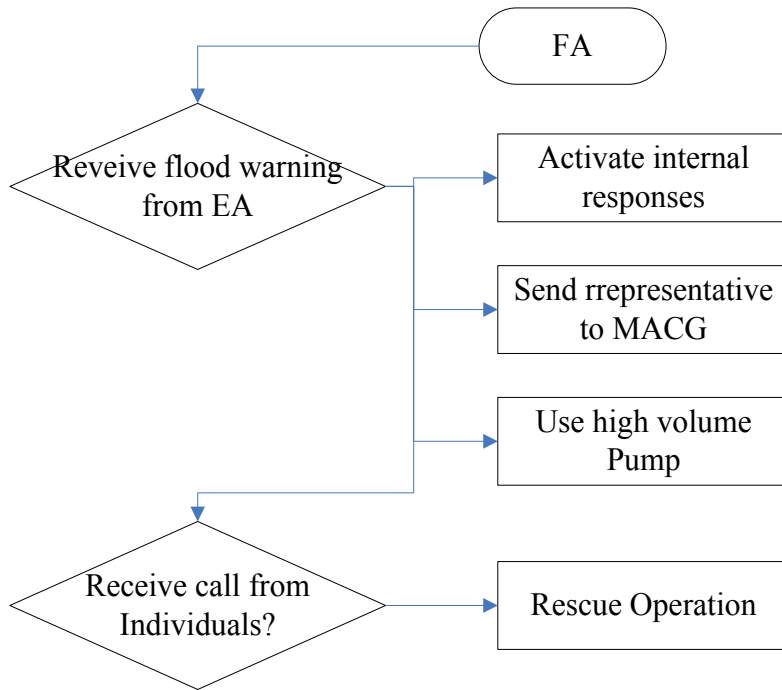 FA
Reveive flood warning
from EA
Activate internal
responses
Send rrepresentative
to MACG
Use high volume
Pump
Receive call from
Individuals?
Rescue Operation